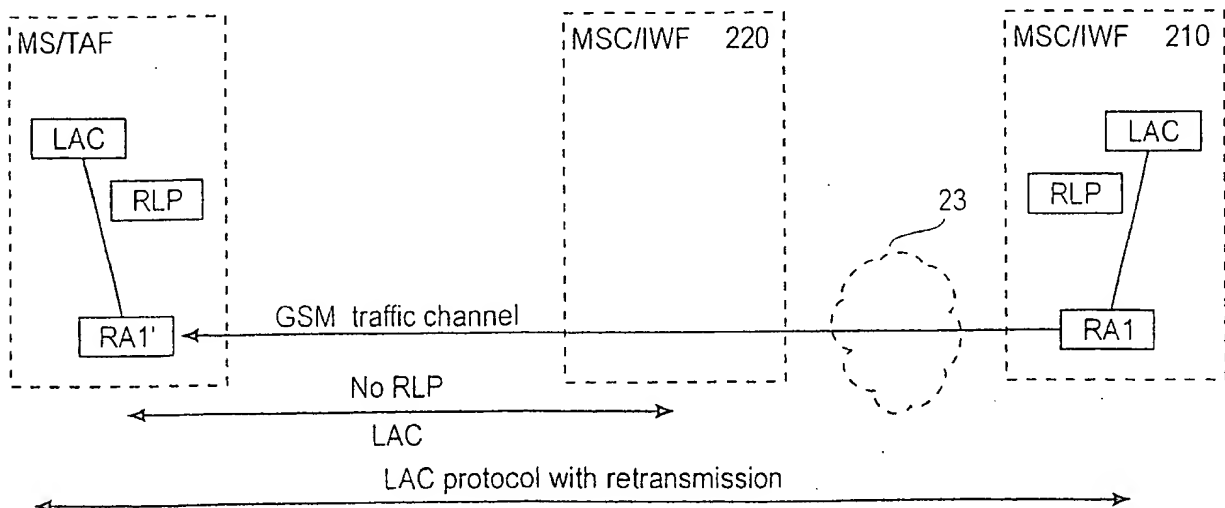 MS/TAF
MSC/IWF 220
MSC/IWF 210
LAC
LAC
RLP
RLP
23
GSM traffic channel
RA1'
RA1
No RLP
LAC
LAC protocol with retransmission